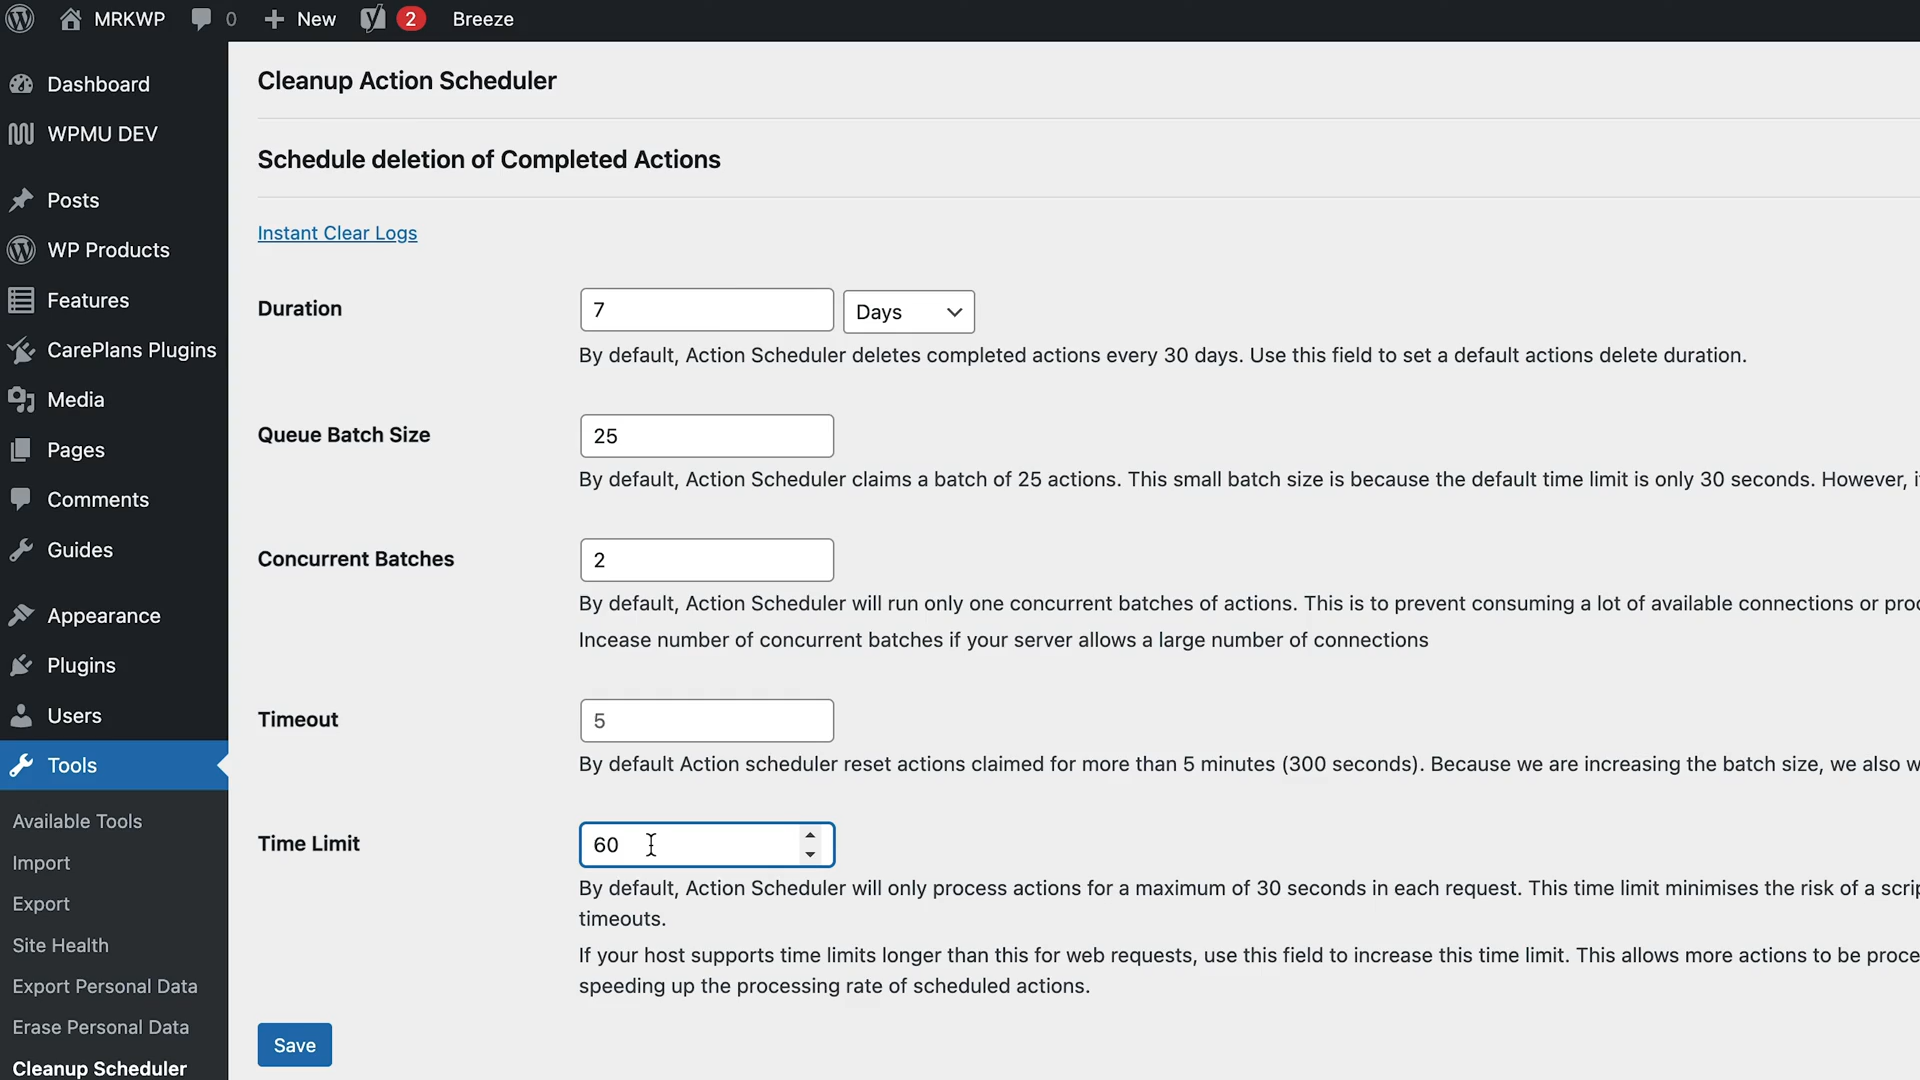 MRKWP 0 New 2 Breeze
Dashboard
WPMU DEV
Posts
WP Products
Features
CarePlans Plugins
Media
Pages
Comments
Guides
Appearance
Plugins
Users
Tools
Available Tools
Import
Export
Site Health
Export Personal Data
Erase Personal Data
Cleanup Scheduler
Cleanup Action Scheduler
Schedule deletion of Completed Actions
Instant Clear Logs
Duration 7 Days
By default, Action Scheduler deletes completed actions every 30 days. Use this field to set a default actions delete duration.
Queue Batch Size 25
By default, Action Scheduler claims a batch of 25 actions. This small batch size is because the default time limit is only 30 seconds. However,
Concurrent Batches 2
By default, Action Scheduler will run only one concurrent batches of actions. This is to prevent consuming a lot of available connections or
Incease number of concurrent batches if your server allows a large number of connections
Timeout 5
By default Action scheduler reset actions claimed for more than 5 minutes (300 seconds). Because we are increasing the batch size, we also
Time Limit 60
By default, Action Scheduler will only process actions for a maximum of 30 seconds in each request. This time limit minimises the risk of a
timeouts.
If your host supports time limits longer than this for web requests, use this field to increase this time limit. This allows more actions to be
speeding up the processing rate of scheduled actions.
Save